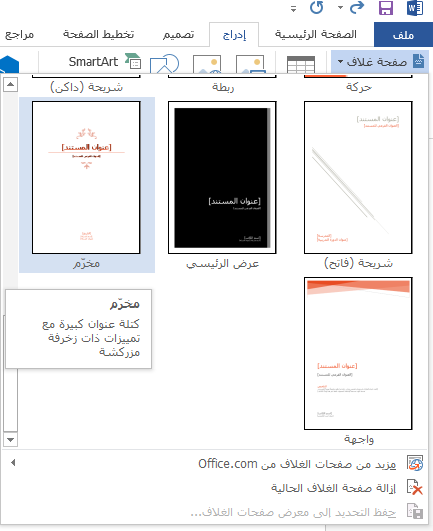 ملف
الصفحة الرئيسية
إدراج
تصميم
تخطيط الصفحة
مراجع
صفحة غلاف
SmartArt
حركة
ربطة
شريحة (داكن)
[عنوان المستند]
[عنوان المستند]
[عنوان المستند]
شريحة (فاتح)
عرض الرئيسي
مخرّم
مخرّم
كتلة عنوان كبيرة مع
تمييزات ذات زخرفة
مزركشة
[عنوان المستند]
واجهة
مزيد من صفحات الغلاف من Office.com
إزالة صفحة الغلاف الحالية
حفظ التحديد إلى معرض صفحات الغلاف...